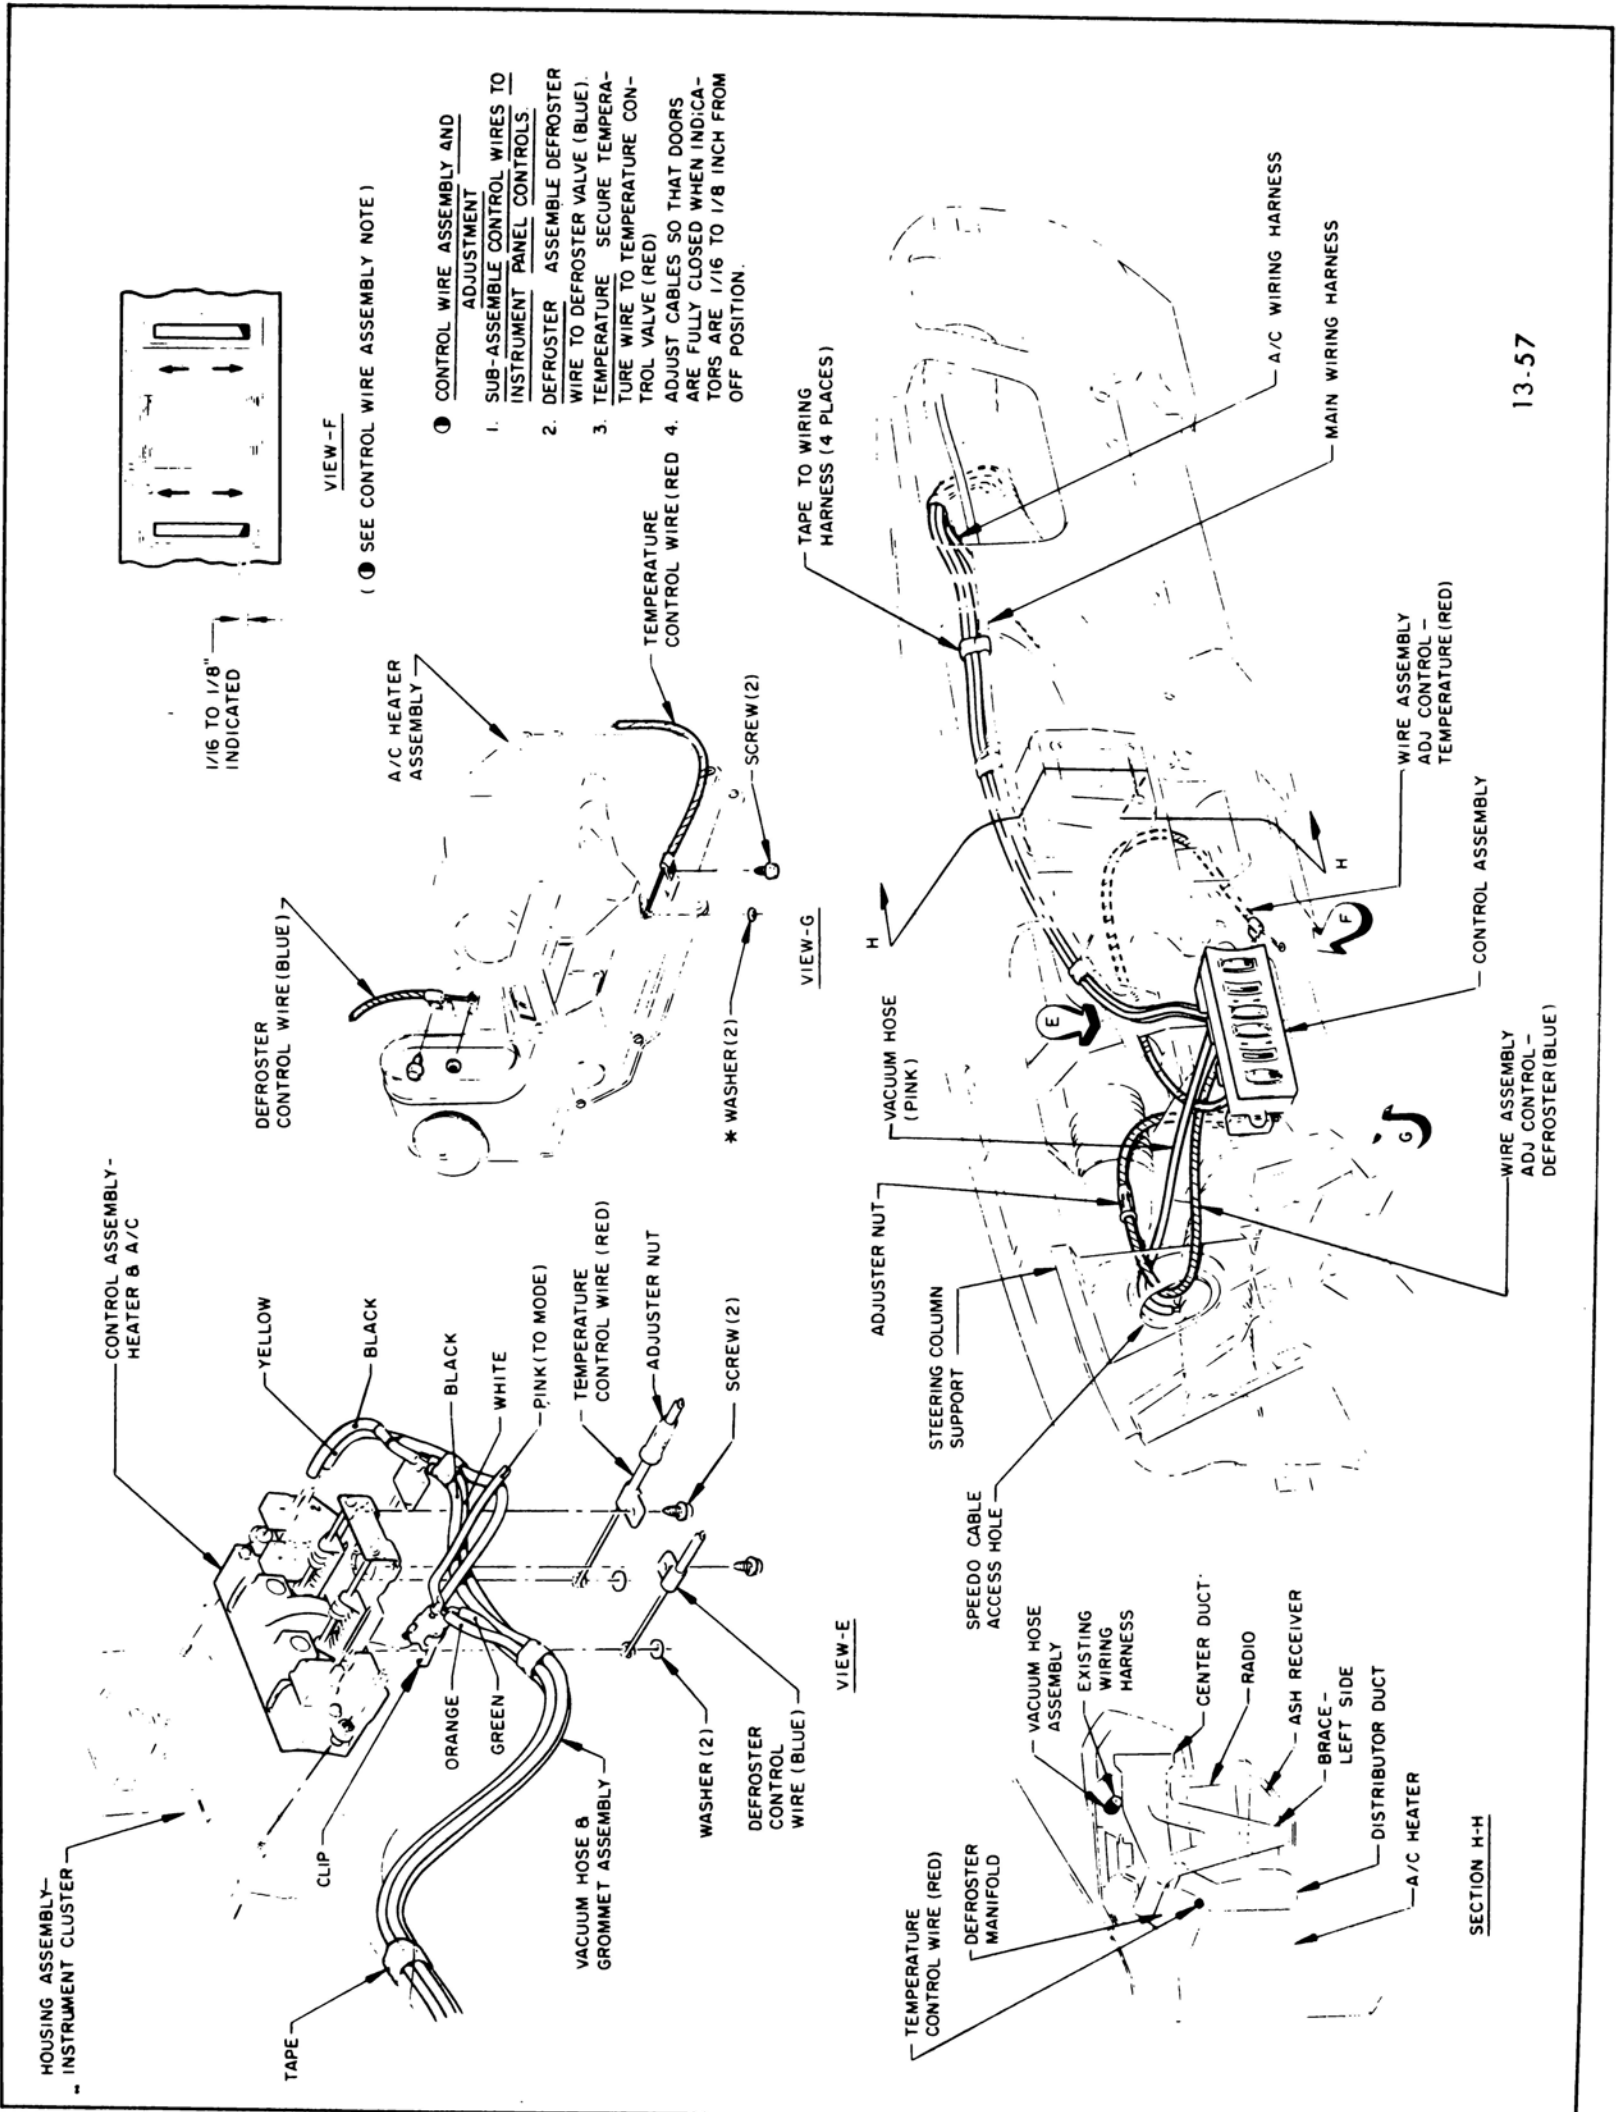 HOUSING ASSEMBLY-
INSTRUMENT CLUSTER
CONTROL ASSEMBLY-
HEATER & A/C
YELLOW
BLACK
BLACK
WHITE
PINK (TO MODE)
TEMPERATURE
CONTROL WIRE (RED)
ADJUSTER NUT
SCREW (2)
TAPE
CLIP
ORANGE
GREEN
VACUUM HOSE &
GROMMET ASSEMBLY
WASHER (2)
DEFROSTER
CONTROL
WIRE (BLUE)
VIEW-E
DEFROSTER
CONTROL WIRE (BLUE)
A/C HEATER
ASSEMBLY
TEMPERATURE
CONTROL WIRE (RED
SCREW (2)
* WASHER (2)
VIEW-G
1/16 TO 1/8"
INDICATED
VIEW-F
( SEE CONTROL WIRE ASSEMBLY NOTE )
CONTROL WIRE ASSEMBLY AND
ADJUSTMENT
1. SUB-ASSEMBLE CONTROL WIRES TO
INSTRUMENT PANEL CONTROLS.
2. DEFROSTER ASSEMBLE DEFROSTER
WIRE TO DEFROSTER VALVE (BLUE).
3. TEMPERATURE SECURE TEMPERA-
TURE WIRE TO TEMPERATURE CON-
TROL VALVE (RED)
4. ADJUST CABLES SO THAT DOORS
ARE FULLY CLOSED WHEN INDICA-
TORS ARE 1/16 TO 1/8 INCH FROM
OFF POSITION.
TEMPERATURE
CONTROL WIRE (RED)
DEFROSTER
MANIFOLD
VACUUM HOSE
ASSEMBLY
EXISTING
WIRING
HARNESS
CENTER DUCT
RADIO
ASH RECEIVER
BRACE-
LEFT SIDE
DISTRIBUTOR DUCT
A/C HEATER
SECTION H-H
SPEEDO CABLE
ACCESS HOLE
STEERING COLUMN
SUPPORT
ADJUSTER NUT
VACUUM HOSE
(PINK)
H
E
TAPE TO WIRING
HARNESS (4 PLACES)
A/C WIRING HARNESS
MAIN WIRING HARNESS
H
F
G
WIRE ASSEMBLY
ADJ CONTROL-
TEMPERATURE (RED)
CONTROL ASSEMBLY
WIRE ASSEMBLY
ADJ CONTROL-
DEFROSTER (BLUE)
13-57